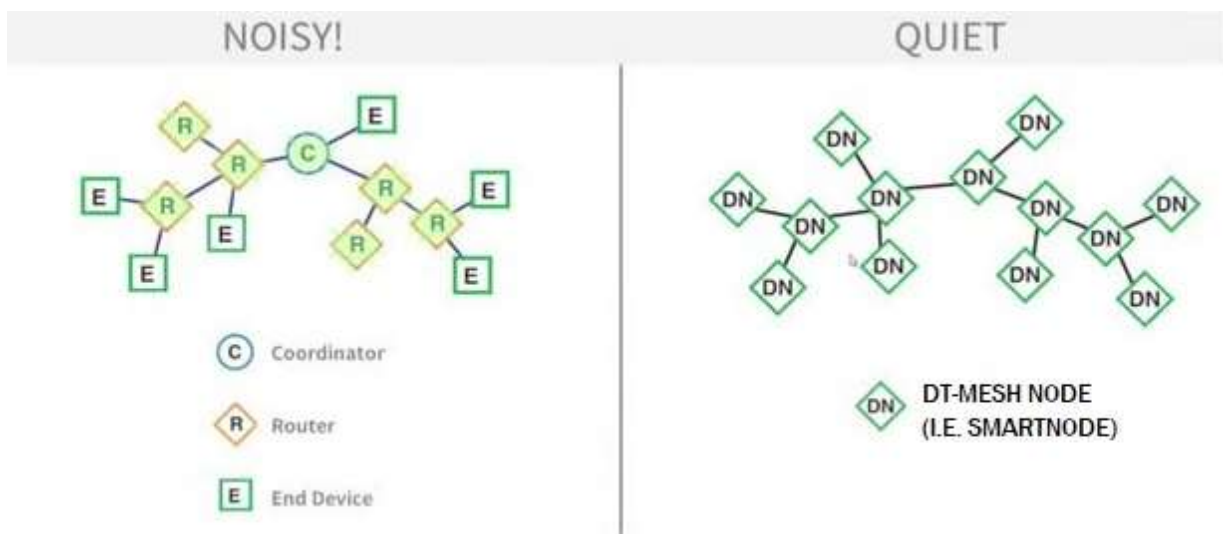 NOISY!
QUIET
E
R
R
C
E
R
E
R
E
R
E
R
E
E
C Coordinator
R Router
E End Device
DN
DN
DN
DN
DN
DN
DN
DN
DN
DN
DN
DN
DN
DN
DN DT-MESH NODE
(I.E. SMARTNODE)